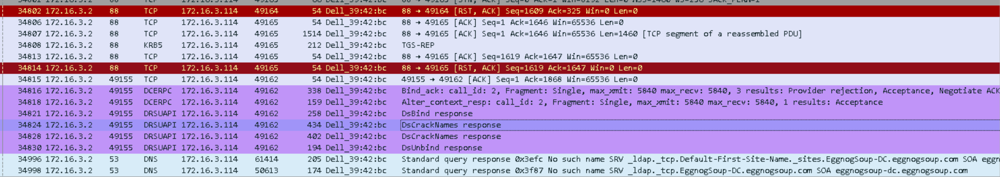 34802 172.16.3.2 88 TCP 172.16.3.114 49164 54 Dell_39:42:bc 88 → 49164 [RST, ACK] Seq=1609 Ack=325 Win=0 Len=0
34806 172.16.3.2 88 TCP 172.16.3.114 49165 54 Dell_39:42:bc 88 → 49165 [ACK] Seq=1 Ack=1646 Win=65536 Len=0
34807 172.16.3.2 88 TCP 172.16.3.114 49165 1514 Dell_39:42:bc 88 → 49165 [ACK] Seq=1 Ack=1646 Win=65536 Len=1460 [TCP segment of a reassembled PDU]
34808 172.16.3.2 88 KRB5 172.16.3.114 49165 212 Dell_39:42:bc TGS-REP
34813 172.16.3.2 88 TCP 172.16.3.114 49165 54 Dell_39:42:bc 88 → 49165 [ACK] Seq=1619 Ack=1647 Win=65536 Len=0
34814 172.16.3.2 88 TCP 172.16.3.114 49165 54 Dell_39:42:bc 88 → 49165 [RST, ACK] Seq=1619 Ack=1647 Win=0 Len=0
34815 172.16.3.2 49155 TCP 172.16.3.114 49162 54 Dell_39:42:bc 49155 → 49162 [ACK] Seq=1 Ack=1868 Win=65536 Len=0
34816 172.16.3.2 49155 DCERPC 172.16.3.114 49162 338 Dell_39:42:bc Bind_ack: call_id: 2, Fragment: Single, max_xmit: 5840 max_recv: 5840, 3 results: Provider rejection, Acceptance, Negotiate ACK
34818 172.16.3.2 49155 DCERPC 172.16.3.114 49162 159 Dell_39:42:bc Alter_context_resp: call_id: 2, Fragment: Single, max_xmit: 5840 max_recv: 5840, 1 results: Acceptance
34821 172.16.3.2 49155 DRSUAPI 172.16.3.114 49162 258 Dell_39:42:bc DsBind response
34824 172.16.3.2 49155 DRSUAPI 172.16.3.114 49162 434 Dell_39:42:bc DsCrackNames response
34828 172.16.3.2 49155 DRSUAPI 172.16.3.114 49162 402 Dell_39:42:bc DsCrackNames response
34830 172.16.3.2 49155 DRSUAPI 172.16.3.114 49162 194 Dell_39:42:bc DsUnbind response
34996 172.16.3.2 53 DNS 172.16.3.114 61414 205 Dell_39:42:bc Standard query response 0x3efc No such name SRV _ldap._tcp.Default-First-Site-Name._sites.EggnogSoup-DC.eggnogsoup.com SOA eggn
34998 172.16.3.2 53 DNS 172.16.3.114 50613 174 Dell_39:42:bc Standard query response 0x3f87 No such name SRV _ldap._tcp.EggnogSoup-DC.eggnogsoup.com SOA eggnogsoup-dc.eggnogsoup.com